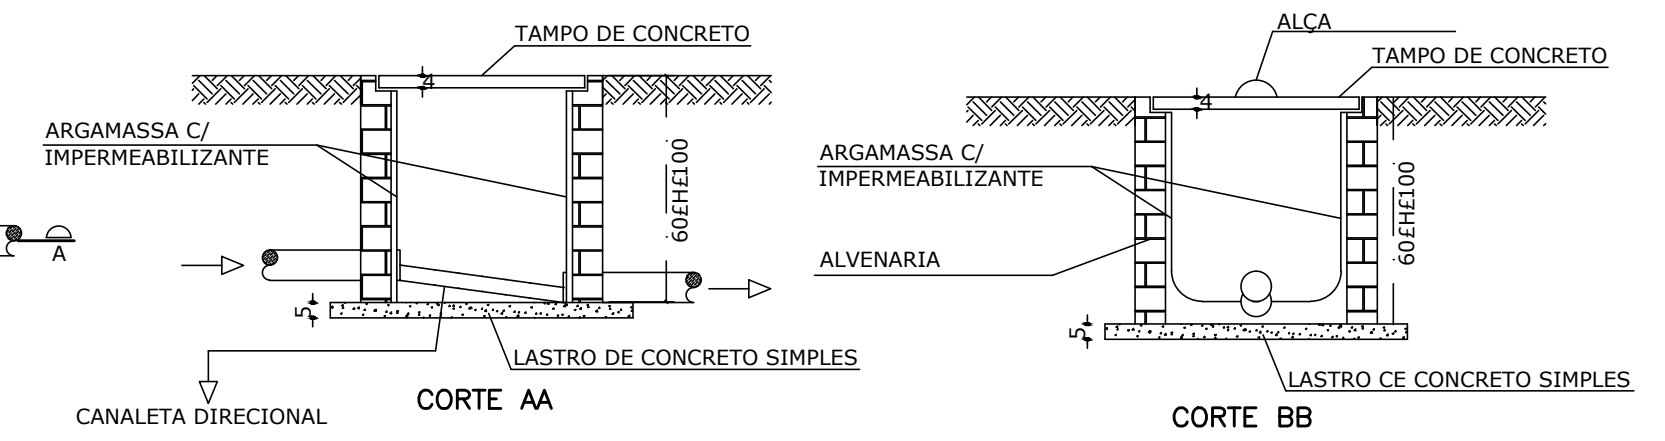 TAMPO DE CONCRETO
4
ARGAMASSA C/
IMPERMEABILIZANTE
60£H£100
A
5
LASTRO DE CONCRETO SIMPLES
CANALETA DIRECIONAL
CORTE AA
ALÇA
TAMPO DE CONCRETO
4
ARGAMASSA C/
IMPERMEABILIZANTE
60£H£100
ALVENARIA
5
LASTRO CE CONCRETO SIMPLES
CORTE BB